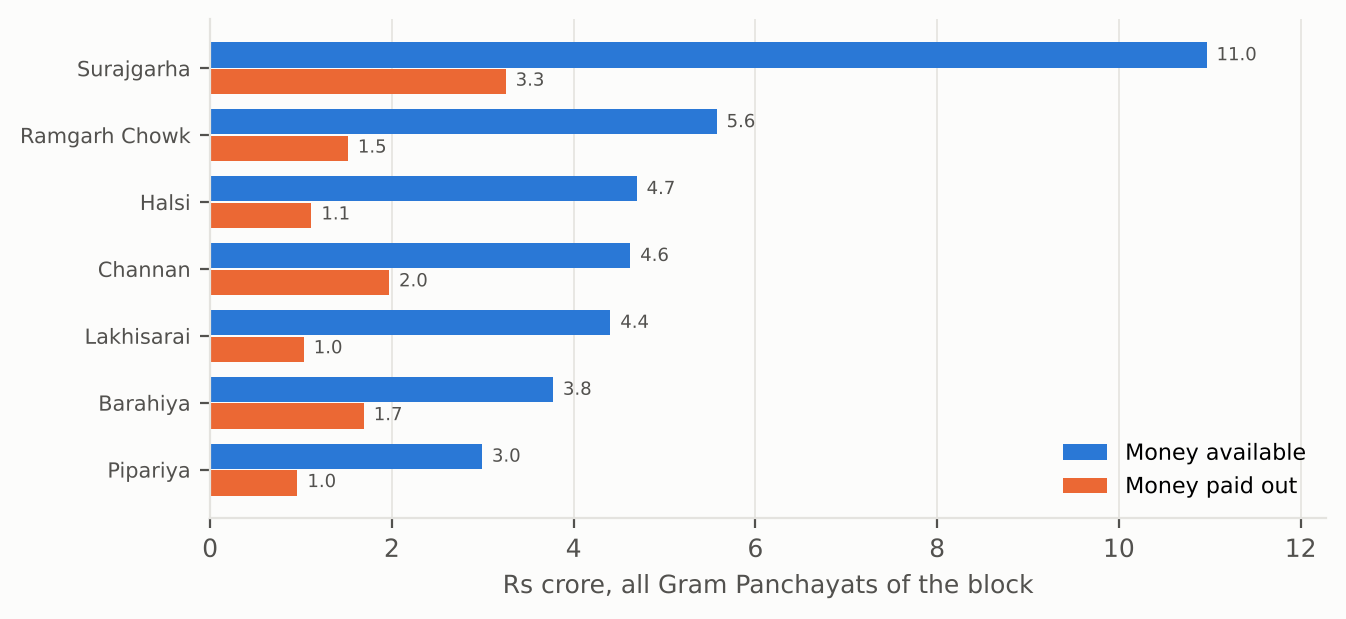 Surajgarha 11.0
3.3
Ramgarh Chowk 5.6
1.5
Halsi 4.7
1.1
Channan 4.6
2.0
Lakhisarai 4.4
1.0
Barahiya 3.8
1.7
Pipariya 3.0
1.0
Money available
Money paid out
0 2 4 6 8 10 12
Rs crore, all Gram Panchayats of the block